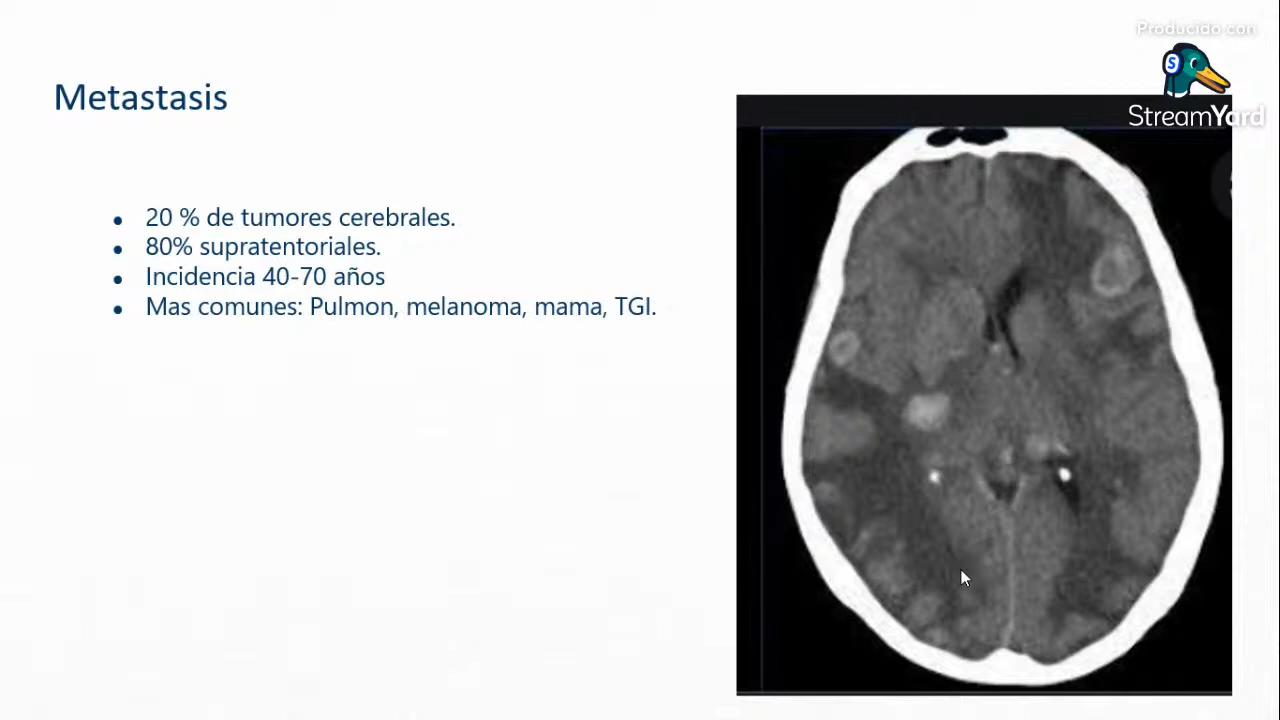 Producido con
StreamYard
Metastasis
20 % de tumores cerebrales.
80% supratentoriales.
Incidencia 40-70 años
Mas comunes: Pulmon, melanoma, mama, TGI.